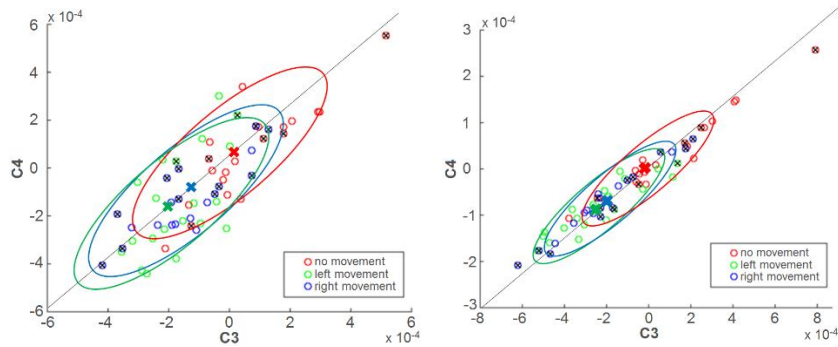 x 10⁻⁴
6
4
2
0
-2
-4
-6
C4
-6
-4
-2
0
2
4
6
x 10⁻⁴
C3
no movement
left movement
right movement
x 10⁻⁴
3
2
1
0
-1
-2
-3
C4
-8
-6
-4
-2
0
2
4
6
8
x 10⁻⁴
C3
no movement
left movement
right movement